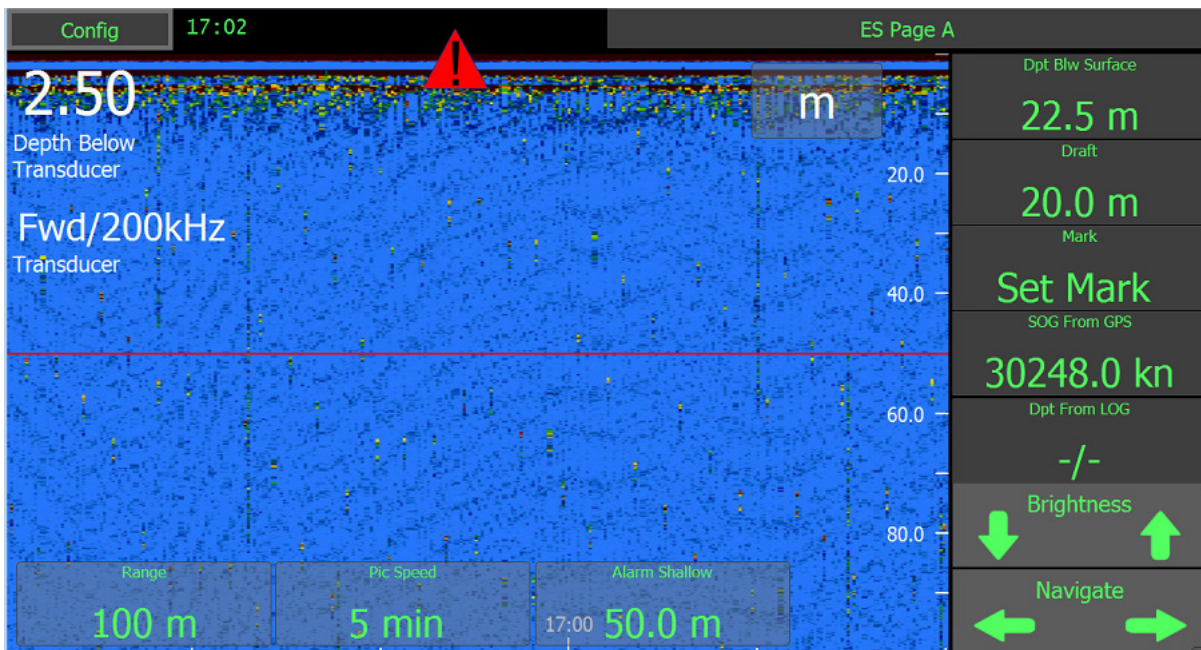 Config
17:02
ES Page A
2.50
Depth Below
Transducer
m
Fwd/200kHz
Transducer
20.0
40.0
60.0
80.0
Dpt Blw Surface
22.5 m
Draft
20.0 m
Mark
Set Mark
SOG From GPS
30248.0 kn
Dpt From LOG
-/-
Brightness
Navigate
Range
100 m
Pic Speed
5 min
Alarm Shallow
17:00
50.0 m